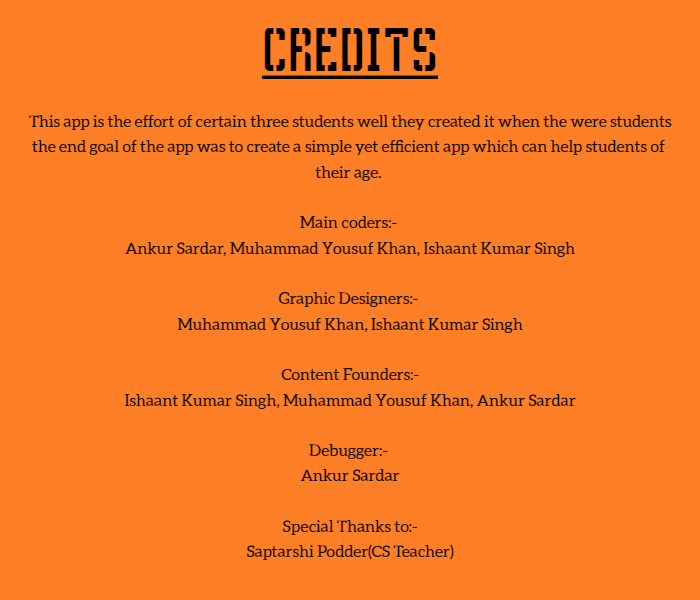 CREDITS
This app is the effort of certain three students well they created it when the were students
the end goal of the app was to create a simple yet efficient app which can help students of
their age.
Main coders:-
Ankur Sardar, Muhammad Yousuf Khan, Ishaant Kumar Singh
Graphic Designers:-
Muhammad Yousuf Khan, Ishaant Kumar Singh
Content Founders:-
Ishaant Kumar Singh, Muhammad Yousuf Khan, Ankur Sardar
Debugger:-
Ankur Sardar
Special Thanks to:-
Saptarshi Podder(CS Teacher)